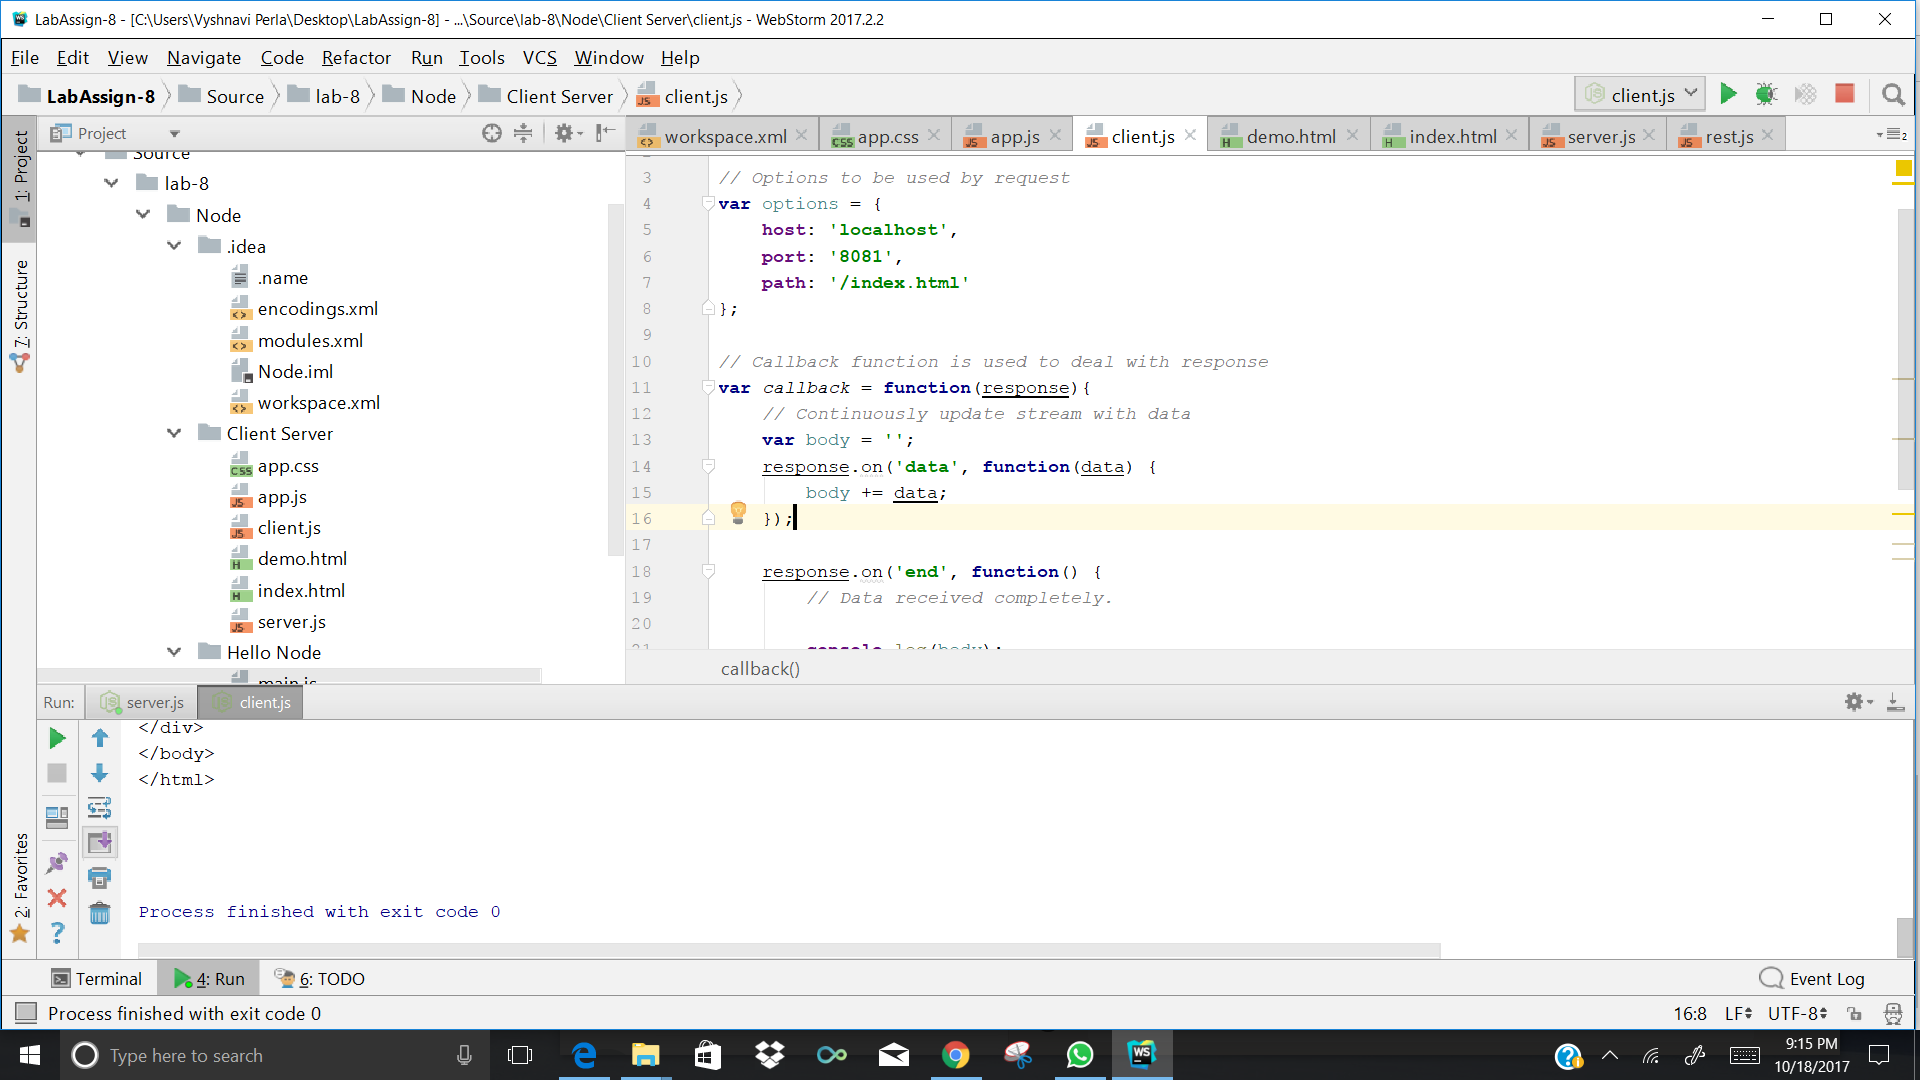 LabAssign-8 - [C:\Users\Vyshnavi Perla\Desktop\LabAssign-8] - ...\Source\lab-8\Node\Client Server\client.js - WebStorm 2017.2.2
File Edit View Navigate Code Refactor Run Tools VCS Window Help
LabAssign-8 Source lab-8 Node Client Server client.js
client.js
Project
workspace.xml app.css app.js client.js demo.html index.html server.js rest.js
2
1: Project
7: Structure
2: Favorites
Source
lab-8
Node
.idea
.name
encodings.xml
modules.xml
Node.iml
workspace.xml
Client Server
app.css
app.js
client.js
demo.html
index.html
server.js
Hello Node
main.js
3 // Options to be used by request
4 var options = {
5 host: 'localhost',
6 port: '8081',
7 path: '/index.html'
8 };
9
10 // Callback function is used to deal with response
11 var callback = function(response){
12 // Continuously update stream with data
13 var body = '';
14 response.on('data', function(data) {
15 body += data;
16 });
17
18 response.on('end', function() {
19 // Data received completely.
20
21 console.log(body);
callback()
Run: server.js client.js
</div>
</body>
</html>
Process finished with exit code 0
Terminal 4: Run 6: TODO
Event Log
Process finished with exit code 0
16:8 LF UTF-8
Type here to search
9:15 PM
10/18/2017